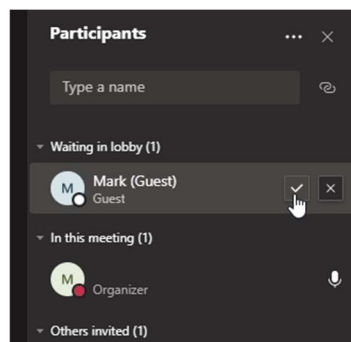 Participants
Type a name
Waiting in lobby (1)
M
Mark (Guest)
Guest
In this meeting (1)
M
Organizer
Others invited (1)